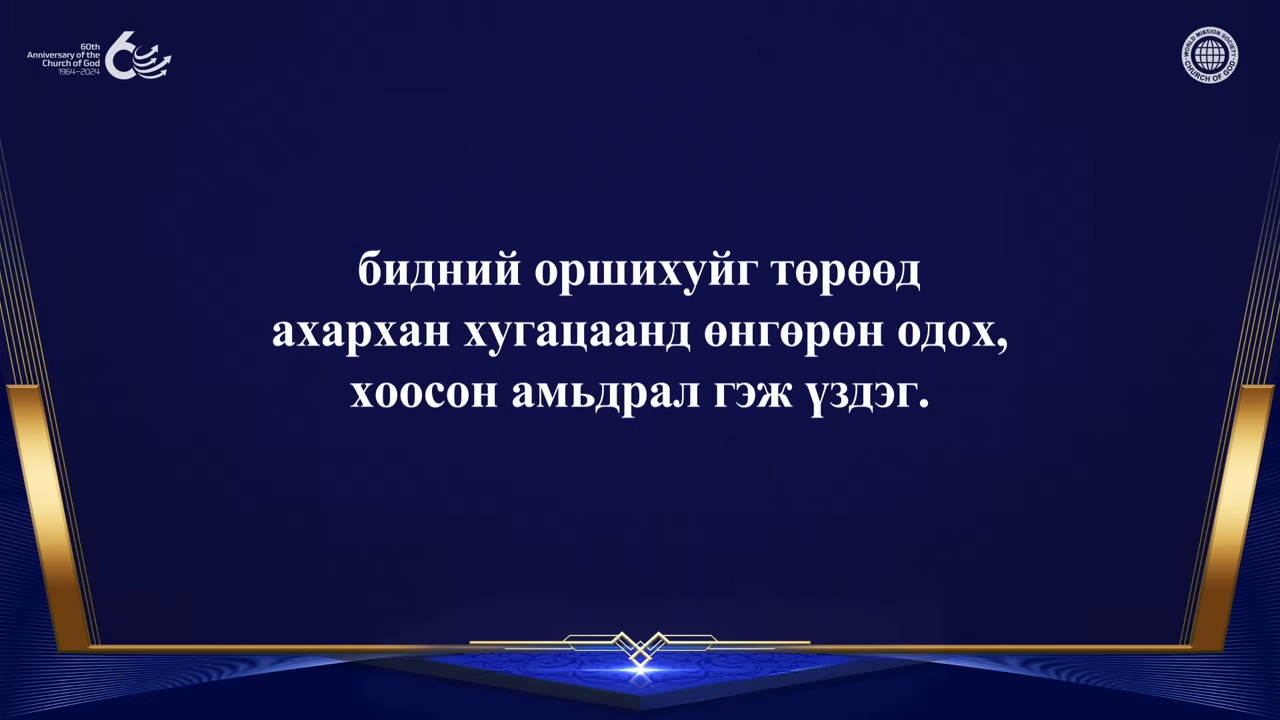 60th
Anniversary of the
Church of God
1964–2024
WORLD MISSION SOCIETY
CHURCH OF GOD
бидний оршихуйг төрөөд
ахархан хугацаанд өнгөрөн одох,
хоосон амьдрал гэж үздэг.